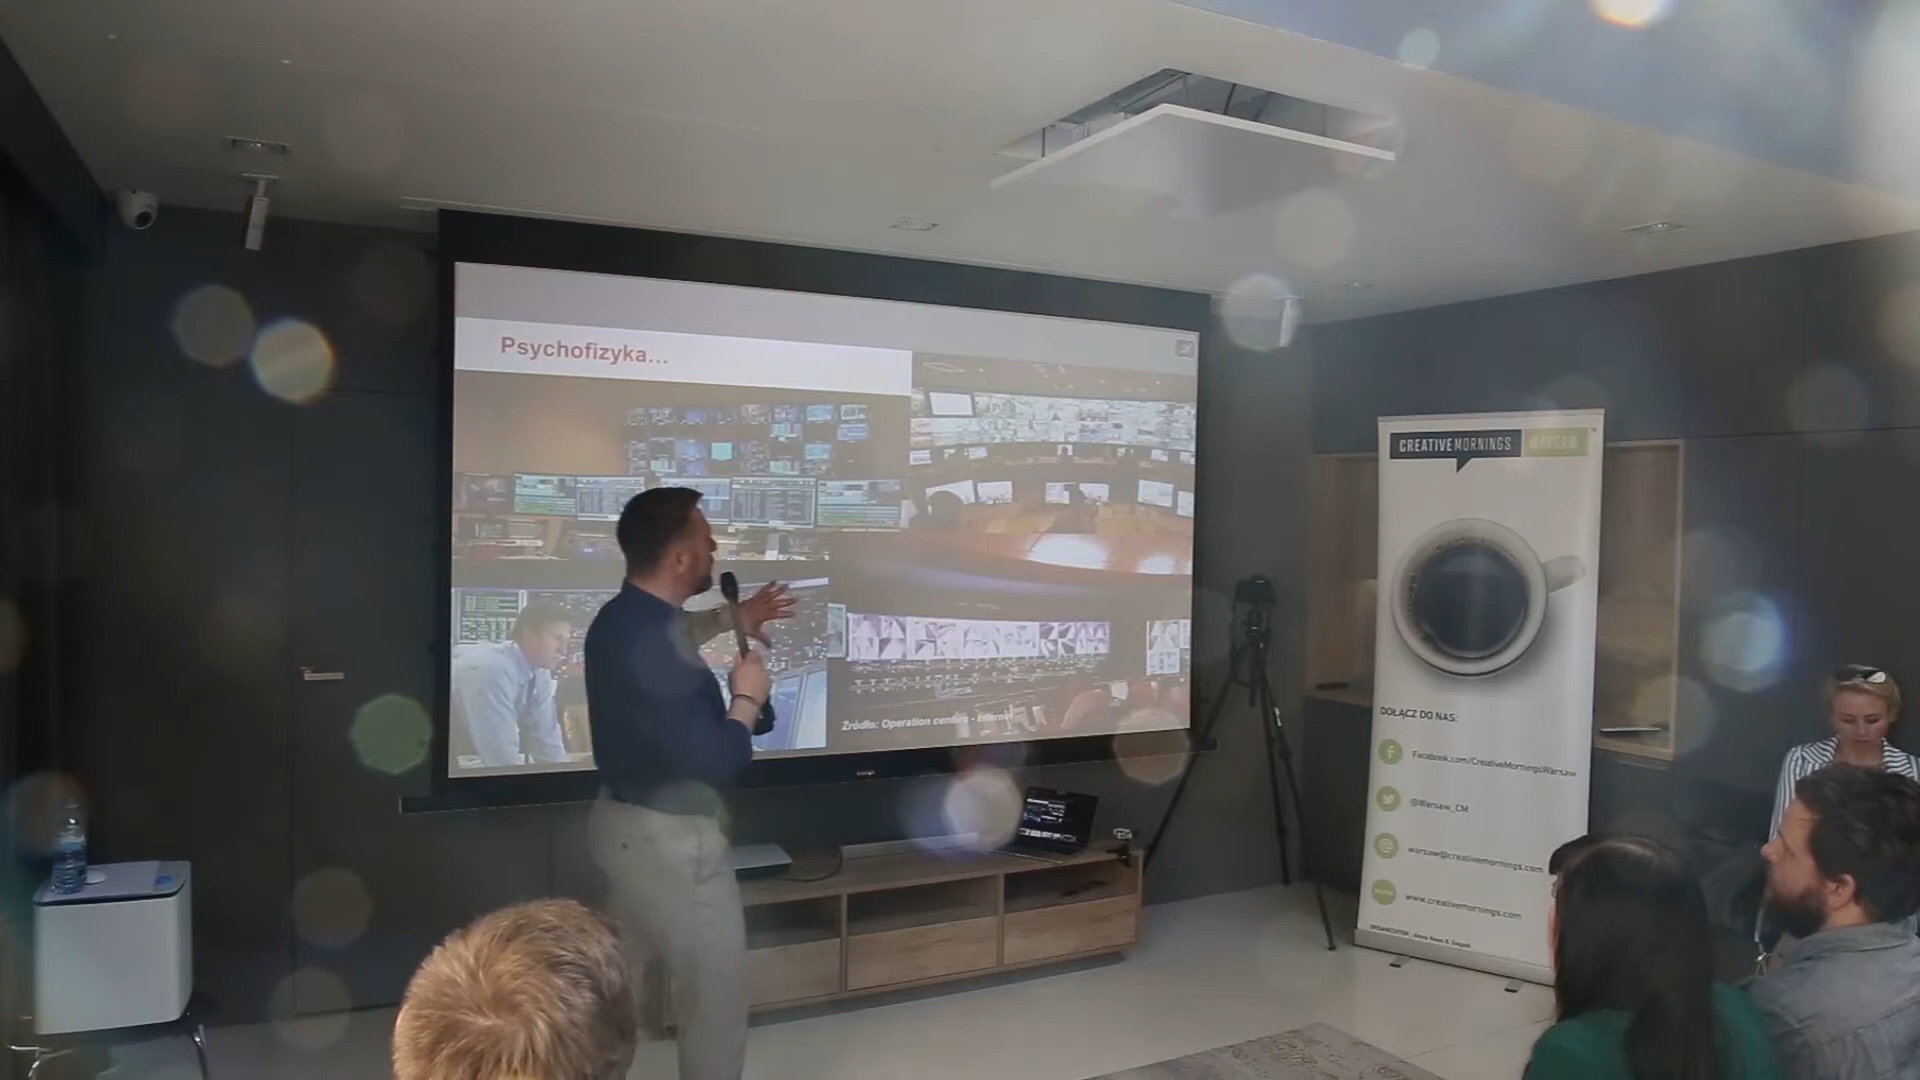 Psychofizyka...
Źródło: Operation centers - Internet
CREATIVEMORNINGS WARSAW
DOŁĄCZ DO NAS:
Facebook.com/CreativeMorningsWarsaw
@Warsaw_CM
warsaw@creativemornings.com
www.creativemornings.com